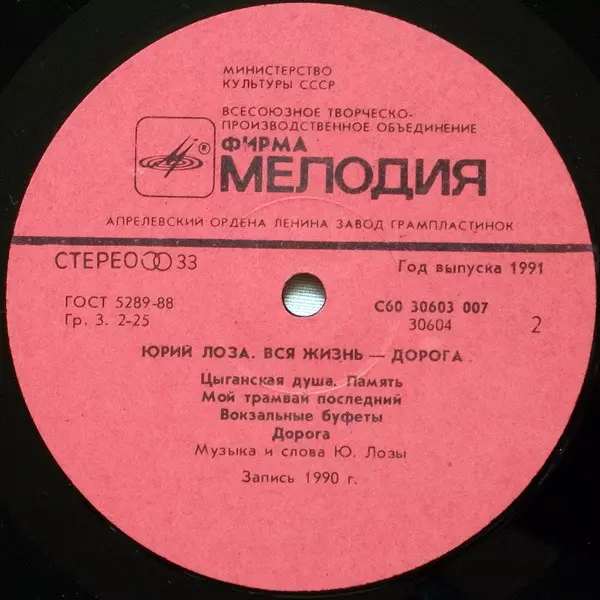 МИНИСТЕРСТВО
КУЛЬТУРЫ СССР
ВСЕСОЮЗНОЕ ТВОРЧЕСКО-
ПРОИЗВОДСТВЕННОЕ ОБЪЕДИНЕНИЕ
ФИРМА
®
МЕЛОДИЯ
АПРЕЛЕВСКИЙ ОРДЕНА ЛЕНИНА ЗАВОД ГРАМПЛАСТИНОК
СТЕРЕО 33
Год выпуска 1991
ГОСТ 5289-88
Гр. 3. 2-25
С60 30603 007
30604
2
ЮРИЙ ЛОЗА. ВСЯ ЖИЗНЬ — ДОРОГА
Цыганская душа. Память
Мой трамвай последний
Вокзальные буфеты
Дорога
Музыка и слова Ю. Лозы
Запись 1990 г.